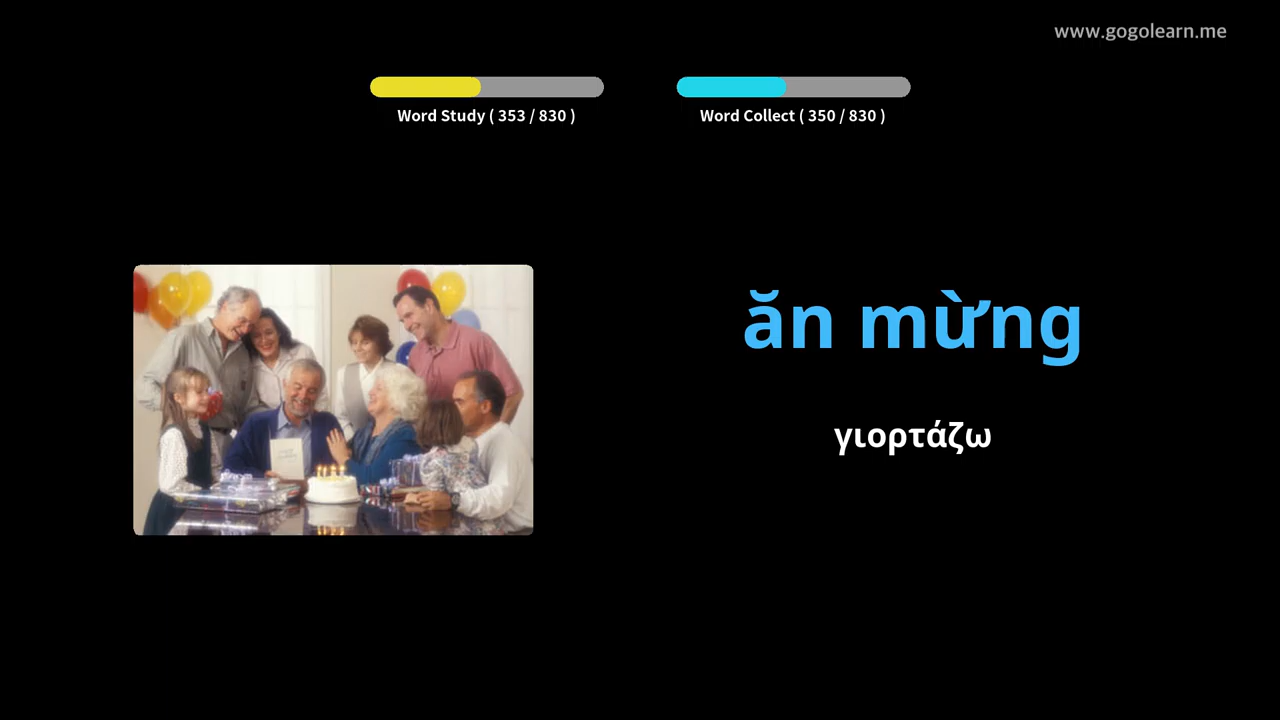 www.gogolearn.me
Word Study ( 353 / 830 )
Word Collect ( 350 / 830 )
ăn mừng
γιορτάζω